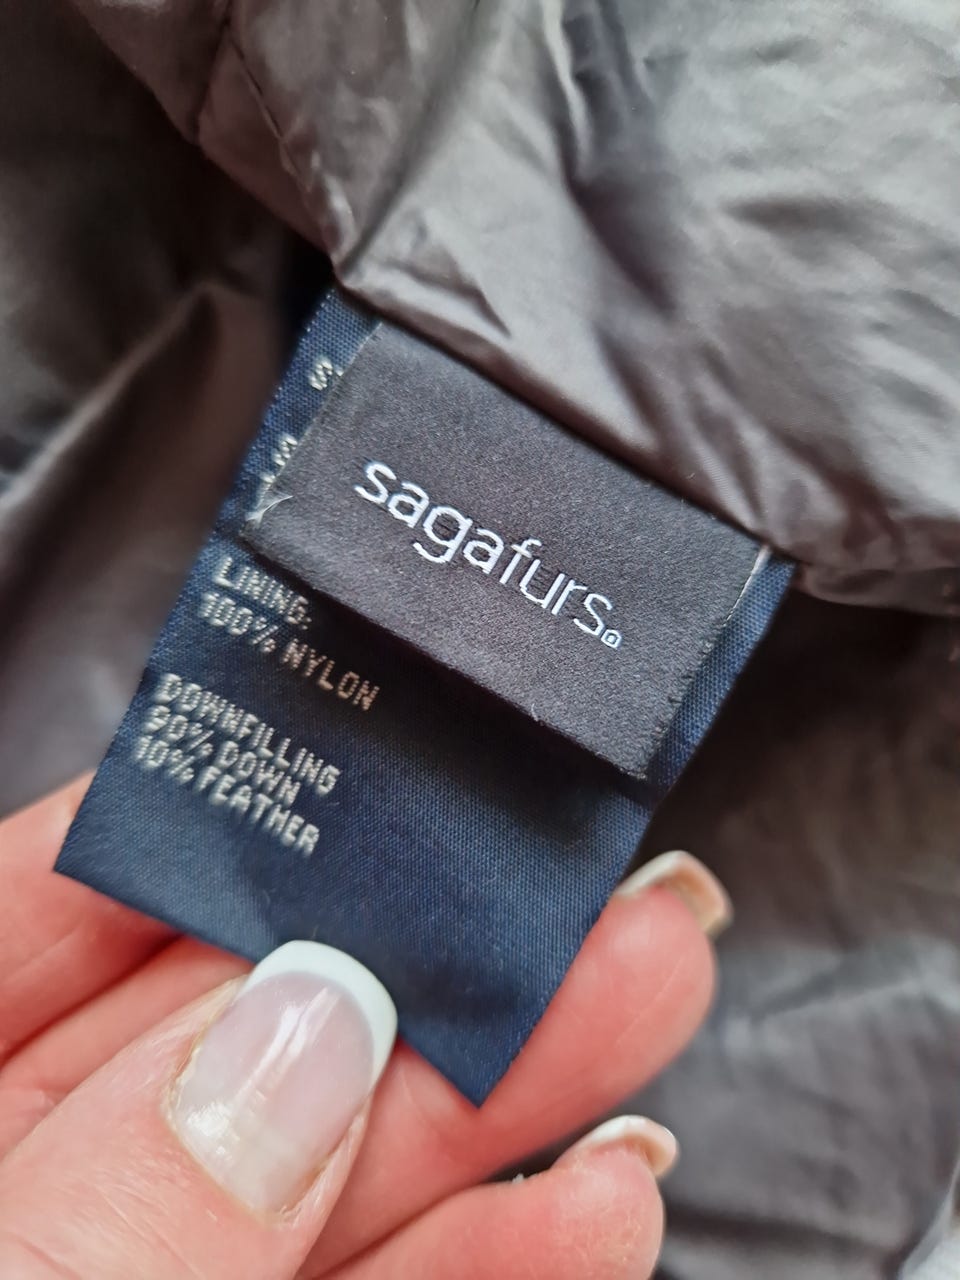 sagafurs®
LINING:
100% NYLON
DOWNFILLING
90% DOWN
10% FEATHER